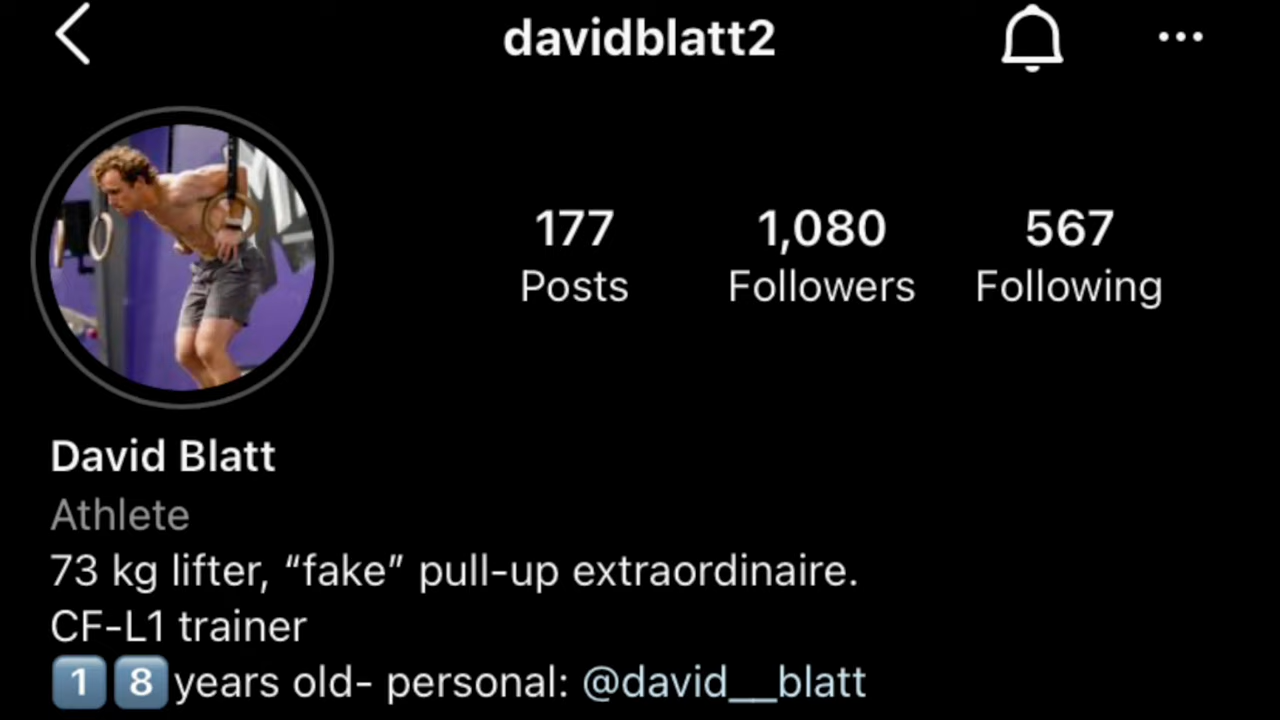 davidblatt2
177 1,080 567
Posts Followers Following
David Blatt
Athlete
73 kg lifter, “fake” pull-up extraordinaire.
CF-L1 trainer
1️⃣8️⃣years old- personal: @david__blatt